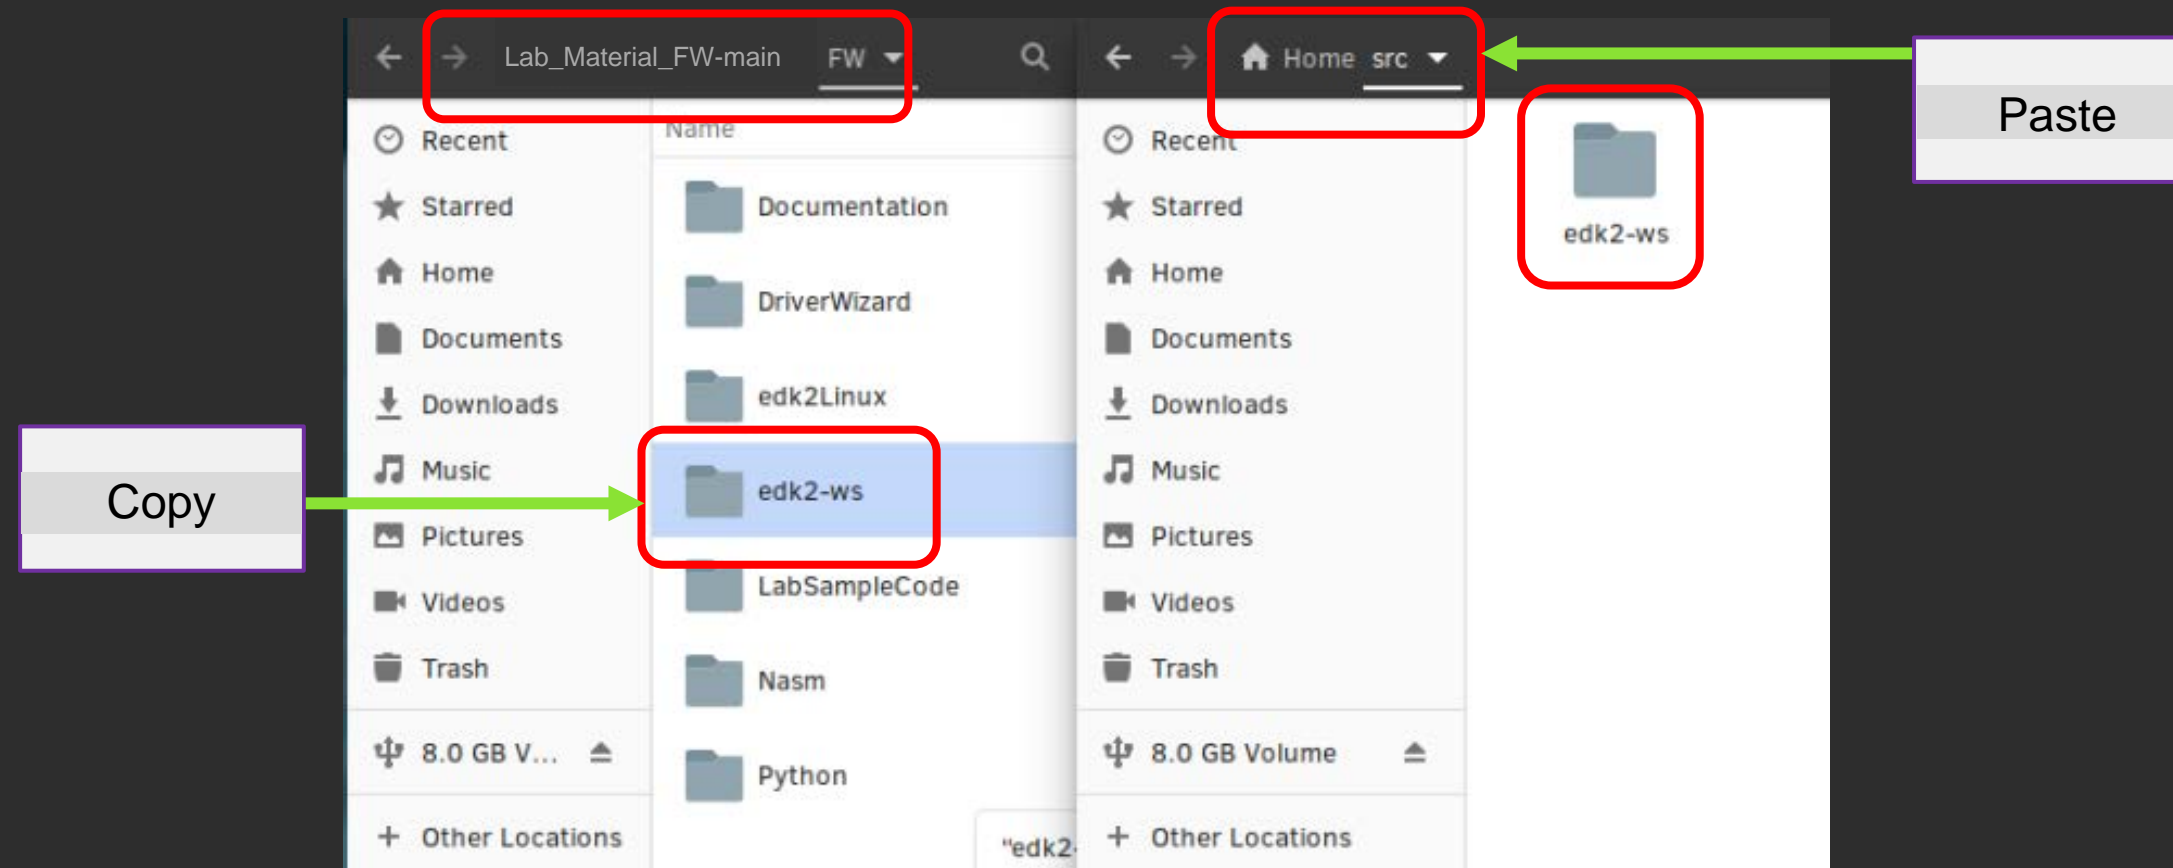 Lab_Material_FW-main FW
Name
Recent
Starred
Home
Documents
Downloads
Music
Pictures
Videos
Trash
8.0 GB V...
Other Locations
Documentation
DriverWizard
edk2Linux
edk2-ws
LabSampleCode
Nasm
Python
"edk2-
Copy
Home src
Recent
Starred
Home
Documents
Downloads
Music
Pictures
Videos
Trash
8.0 GB Volume
Other Locations
edk2-ws
Paste